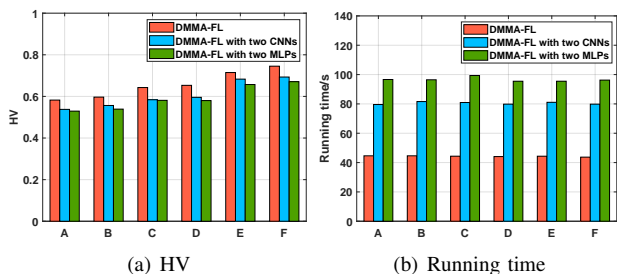 DMMA-FL
DMMA-FL with two CNNs
DMMA-FL with two MLPs
HV
1
0.8
0.6
0.4
0.2
0
A B C D E F
(a) HV
DMMA-FL
DMMA-FL with two CNNs
DMMA-FL with two MLPs
Running time/s
140
120
100
80
60
40
20
0
A B C D E F
(b) Running time